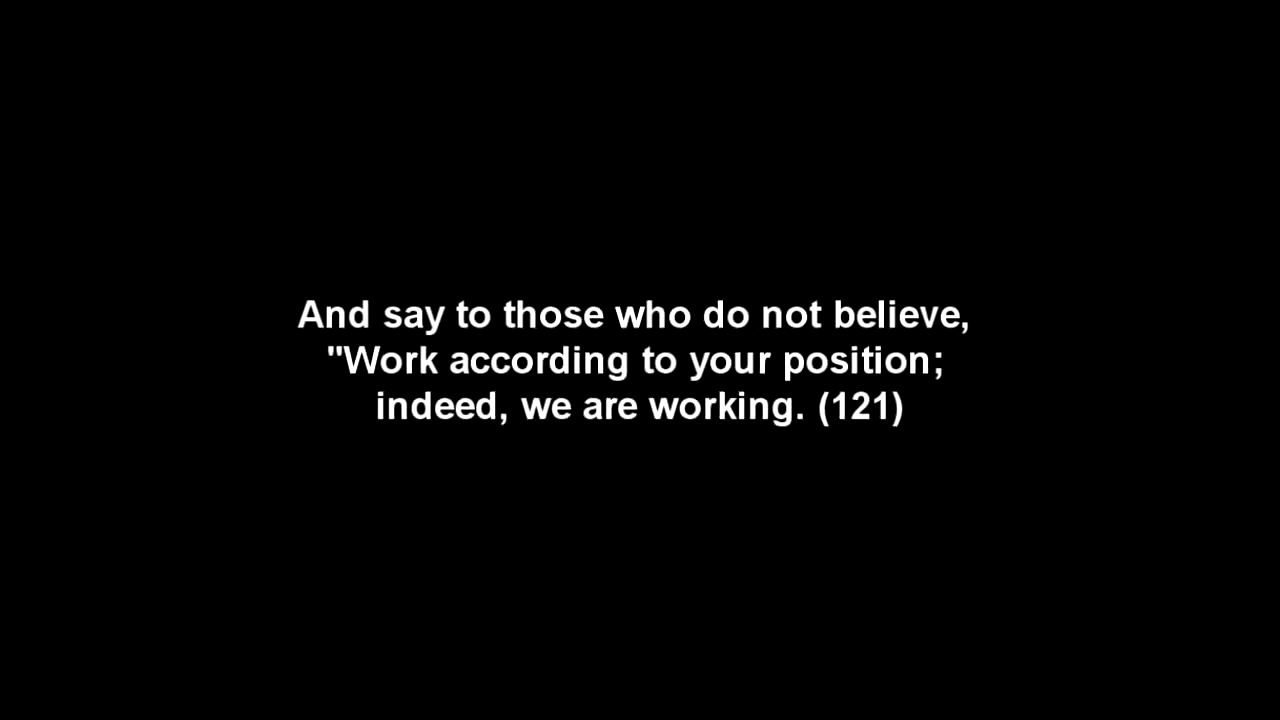 And say to those who do not believe,
"Work according to your position;
indeed, we are working. (121)